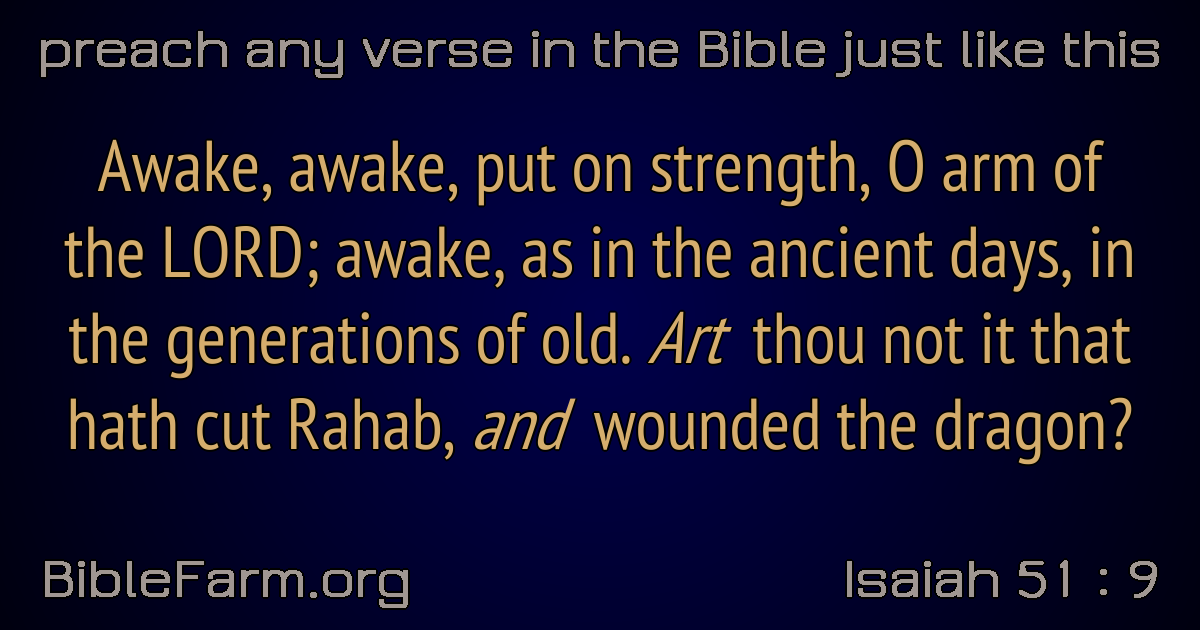 preach any verse in the Bible just like this
Awake, awake, put on strength, O arm of
the LORD; awake, as in the ancient days, in
the generations of old. Art thou not it that
hath cut Rahab, and wounded the dragon?
BibleFarm.org
Isaiah 51 : 9